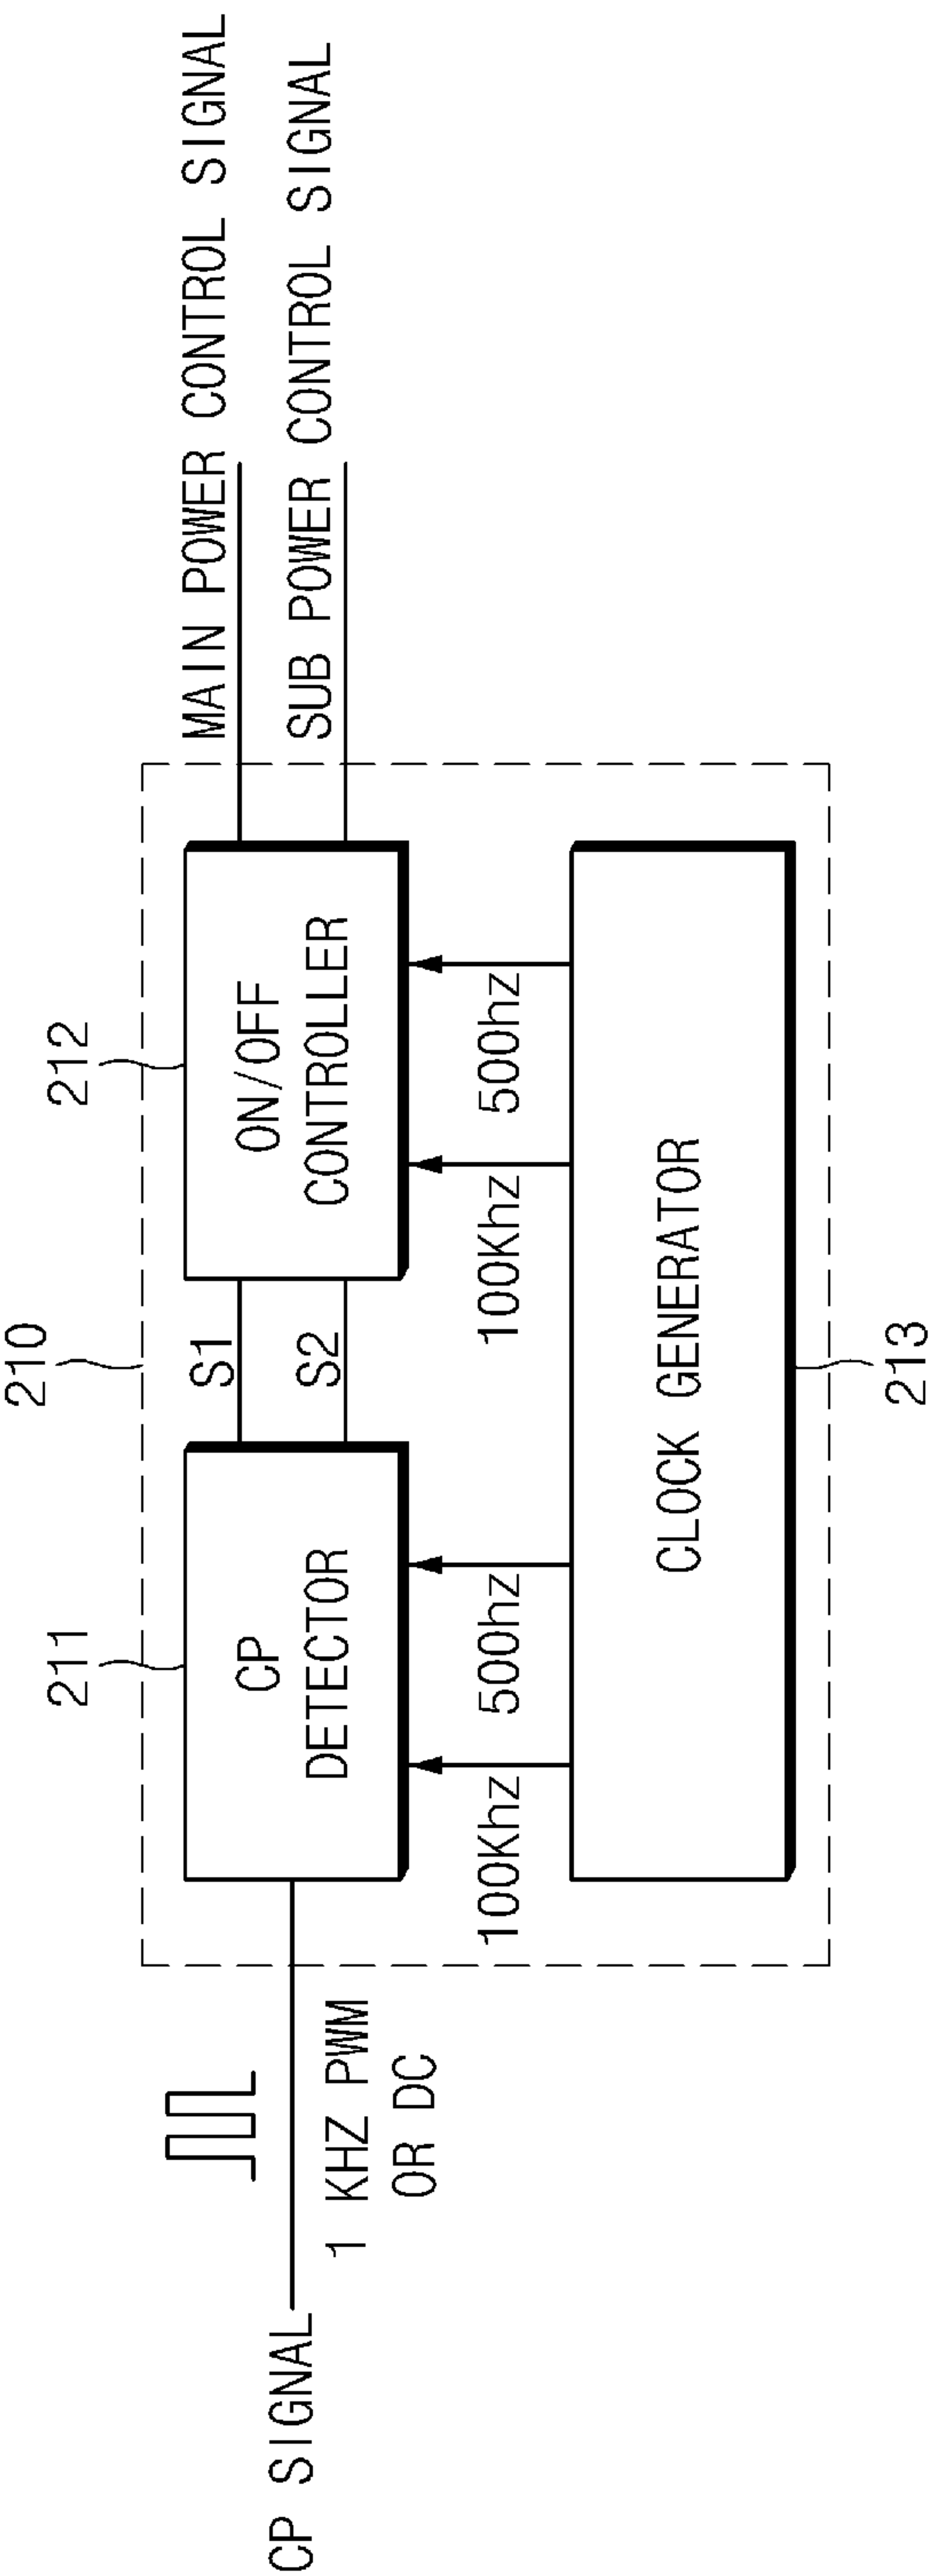 210
211
212
CP SIGNAL
1 KHZ PWM
OR DC
CP
DETECTOR
S1
S2
ON/OFF
CONTROLLER
MAIN POWER CONTROL SIGNAL
SUB POWER CONTROL SIGNAL
100Khz
500hz
100Khz
500hz
CLOCK GENERATOR
213